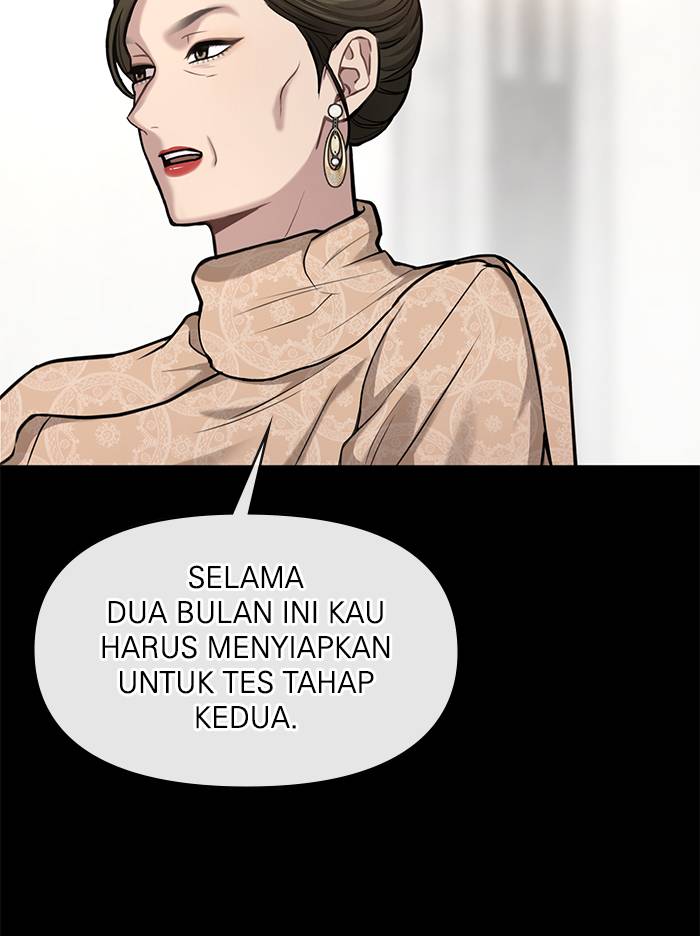 SELAMA
DUA BULAN INI KAU
HARUS MENYIAPKAN
UNTUK TES TAHAP
KEDUA.